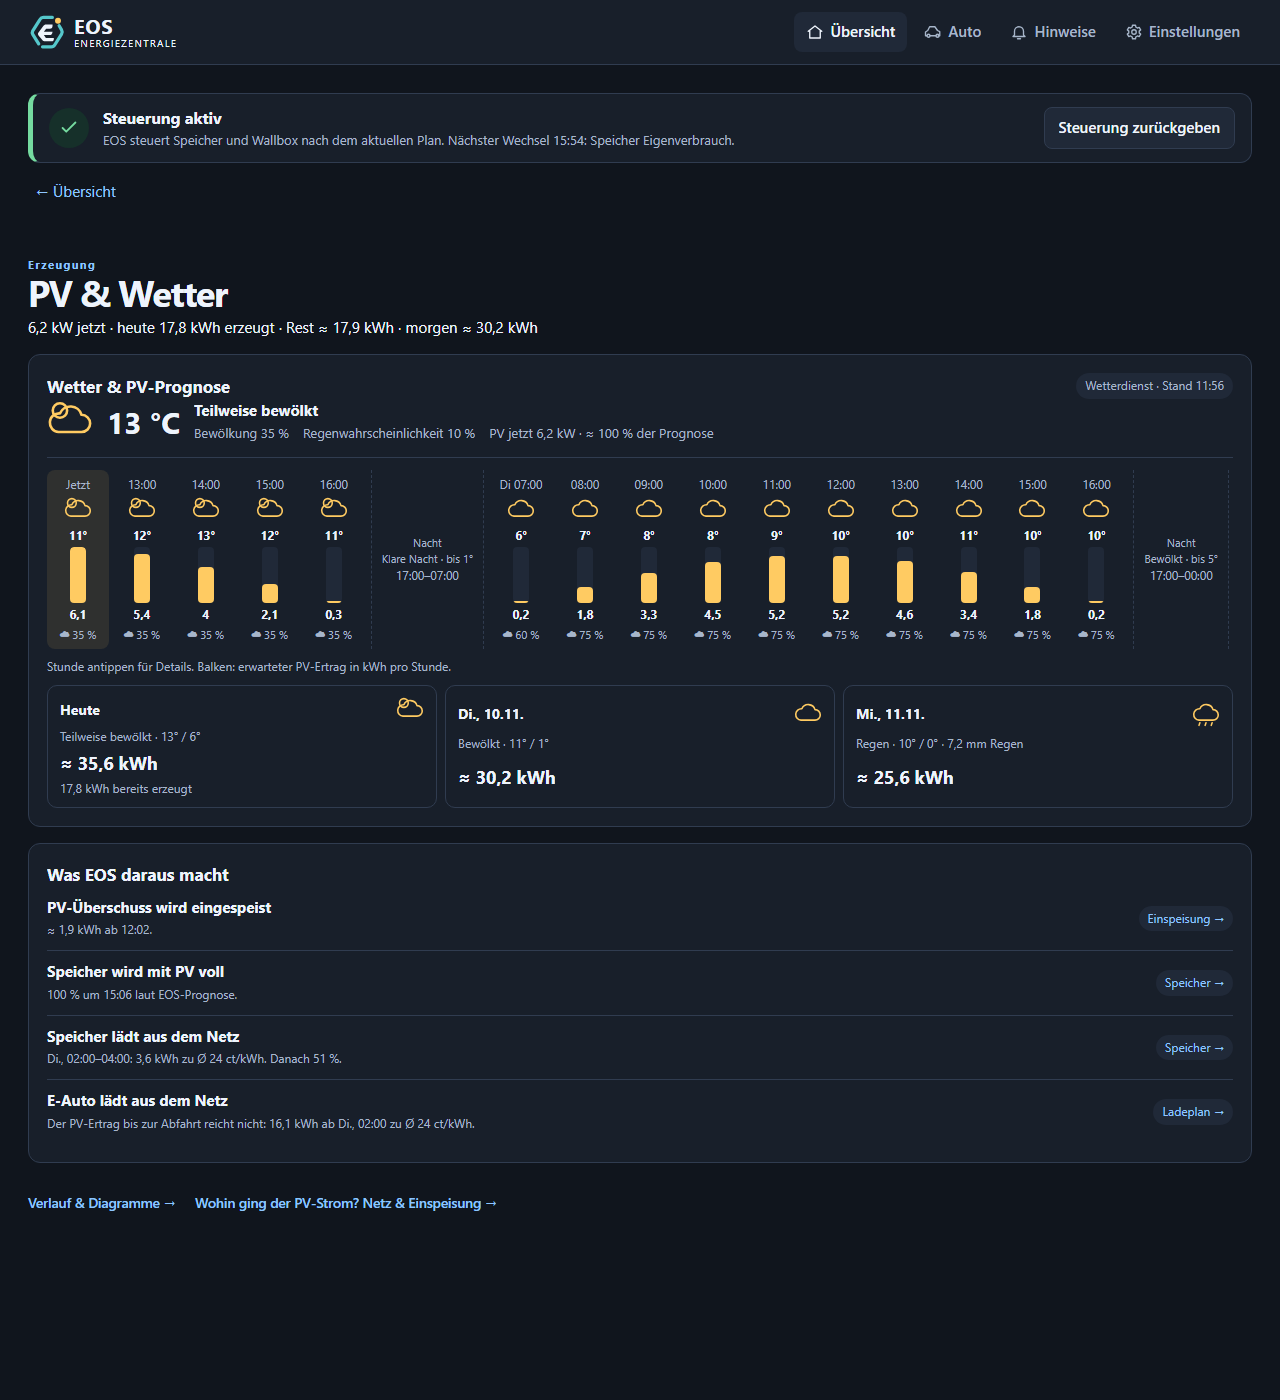 EOS
ENERGIEZENTRALE
Übersicht
Auto
Hinweise
Einstellungen
Steuerung aktiv
EOS steuert Speicher und Wallbox nach dem aktuellen Plan. Nächster Wechsel 15:54: Speicher Eigenverbrauch.
Steuerung zurückgeben
← Übersicht
Erzeugung
PV & Wetter
6,2 kW jetzt · heute 17,8 kWh erzeugt · Rest ≈ 17,9 kWh · morgen ≈ 30,2 kWh
Wetter & PV-Prognose
Wetterdienst · Stand 11:56
13 °C
Teilweise bewölkt
Bewölkung 35 % Regenwahrscheinlichkeit 10 % PV jetzt 6,2 kW · ≈ 100 % der Prognose
Jetzt 13:00 14:00 15:00 16:00 Di 07:00 08:00 09:00 10:00 11:00 12:00 13:00 14:00 15:00 16:00
11° 12° 13° 12° 11° 6° 7° 8° 8° 9° 10° 10° 11° 10° 10°
Nacht
Klare Nacht · bis 1°
17:00–07:00
Nacht
Bewölkt · bis 5°
17:00–00:00
6,1 5,4 4 2,1 0,3 0,2 1,8 3,3 4,5 5,2 5,2 4,6 3,4 1,8 0,2
35 % 35 % 35 % 35 % 35 % 60 % 75 % 75 % 75 % 75 % 75 % 75 % 75 % 75 % 75 %
Stunde antippen für Details. Balken: erwarteter PV-Ertrag in kWh pro Stunde.
Heute
Teilweise bewölkt · 13° / 6°
≈ 35,6 kWh
17,8 kWh bereits erzeugt
Di., 10.11.
Bewölkt · 11° / 1°
≈ 30,2 kWh
Mi., 11.11.
Regen · 10° / 0° · 7,2 mm Regen
≈ 25,6 kWh
Was EOS daraus macht
PV-Überschuss wird eingespeist
≈ 1,9 kWh ab 12:02.
Einspeisung →
Speicher wird mit PV voll
100 % um 15:06 laut EOS-Prognose.
Speicher →
Speicher lädt aus dem Netz
Di., 02:00–04:00: 3,6 kWh zu Ø 24 ct/kWh. Danach 51 %.
Speicher →
E-Auto lädt aus dem Netz
Der PV-Ertrag bis zur Abfahrt reicht nicht: 16,1 kWh ab Di., 02:00 zu Ø 24 ct/kWh.
Ladeplan →
Verlauf & Diagramme → Wohin ging der PV-Strom? Netz & Einspeisung →